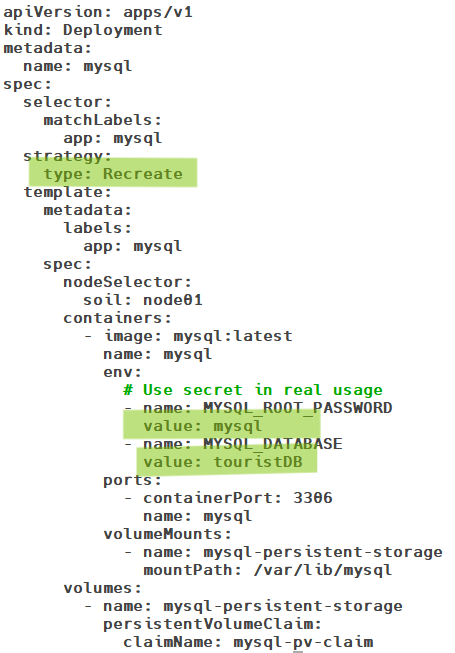 apiVersion: apps/v1
kind: Deployment
metadata:
  name: mysql
spec:
  selector:
    matchLabels:
      app: mysql
  strategy:
    type: Recreate
  template:
    metadata:
      labels:
        app: mysql
    spec:
      nodeSelector:
        soil: node01
      containers:
        - image: mysql:latest
          name: mysql
          env:
            # Use secret in real usage
            - name: MYSQL_ROOT_PASSWORD
              value: mysql
            - name: MYSQL_DATABASE
              value: touristDB
          ports:
            - containerPort: 3306
              name: mysql
          volumeMounts:
            - name: mysql-persistent-storage
              mountPath: /var/lib/mysql
      volumes:
        - name: mysql-persistent-storage
          persistentVolumeClaim:
            claimName: mysql-pv-claim